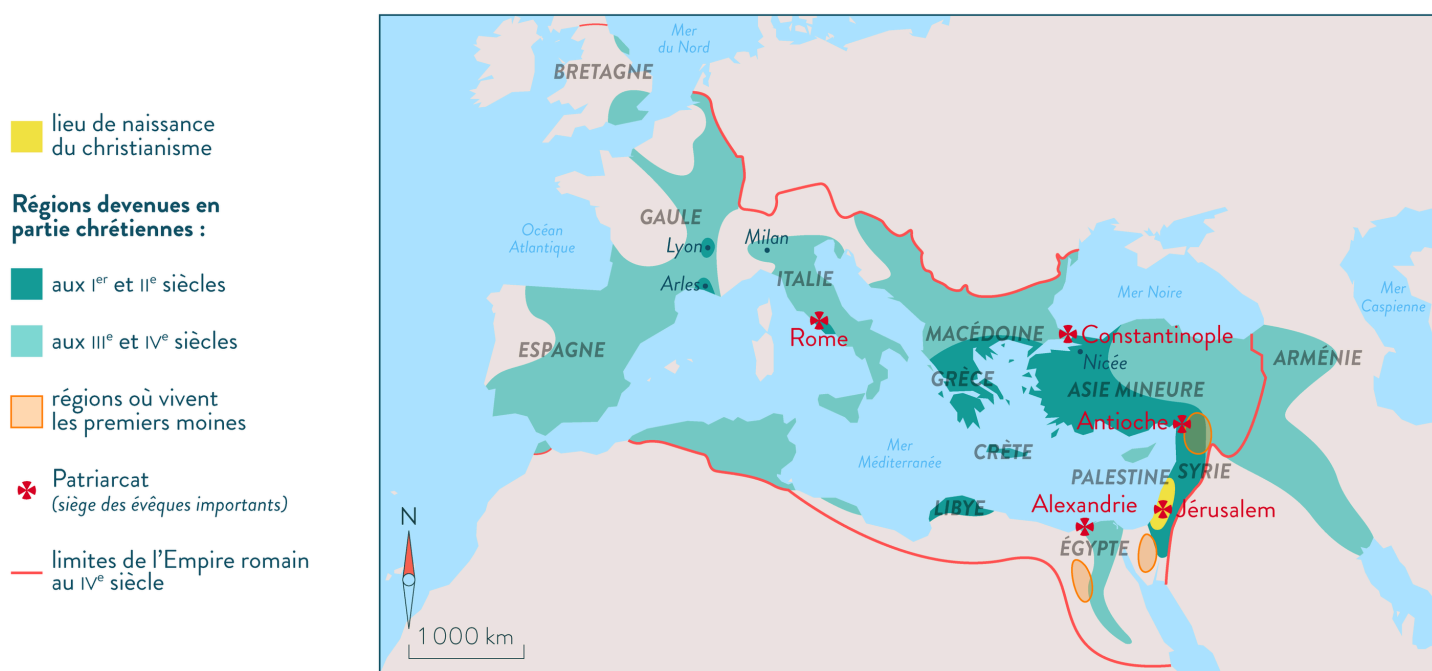 lieu de naissance
du christianisme
Régions devenues en
partie chrétiennes :
aux Ier et IIe siècles
aux IIIe et IVe siècles
régions où vivent
les premiers moines
Patriarcat
(siège des évêques importants)
limites de l'Empire romain
au IVe siècle
N
1 000 km
Mer
du Nord
BRETAGNE
Océan
Atlantique
GAULE
Lyon
Milan
Arles
ITALIE
Rome
ESPAGNE
Mer Noire
Mer
Caspienne
MACÉDOINE
Constantinople
Nicée
ARMÉNIE
GRÈCE
ASIE MINEURE
Antioche
CRÈTE
Mer
Méditerranée
PALESTINE
SYRIE
LIBYE
Alexandrie
Jérusalem
ÉGYPTE